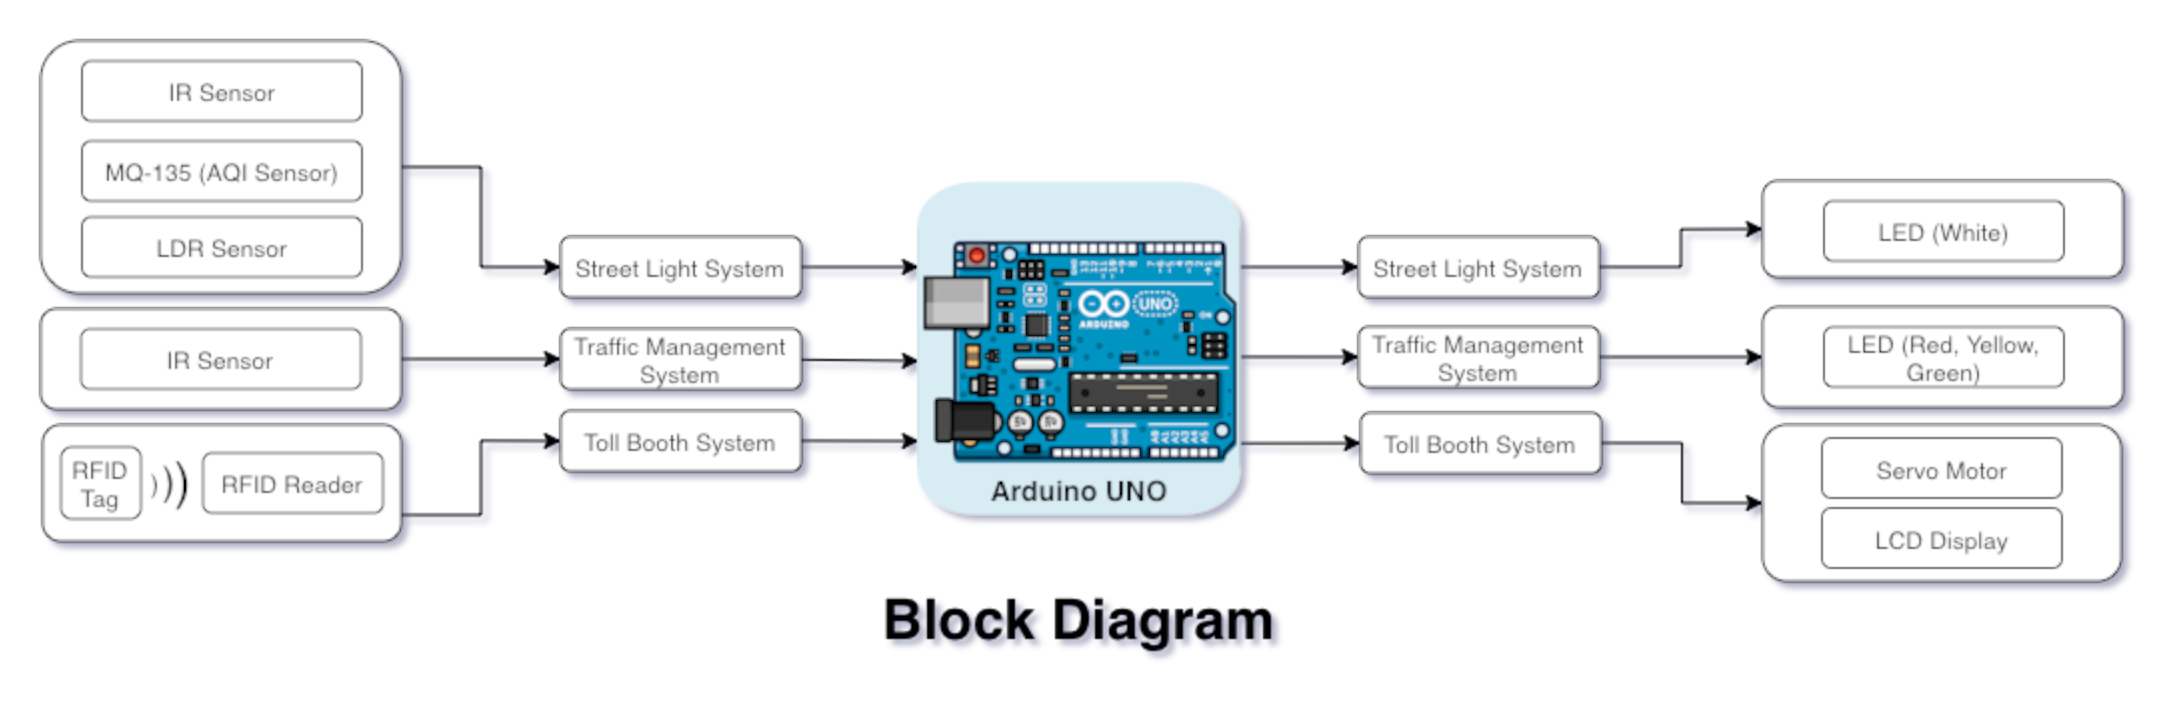 IR Sensor
MQ-135 (AQI Sensor)
LDR Sensor
IR Sensor
RFID
Tag
RFID Reader
Street Light System
Traffic Management
System
Toll Booth System
UNO
ARDUINO
ON
Arduino UNO
Street Light System
Traffic Management
System
Toll Booth System
LED (White)
LED (Red, Yellow,
Green)
Servo Motor
LCD Display
Block Diagram